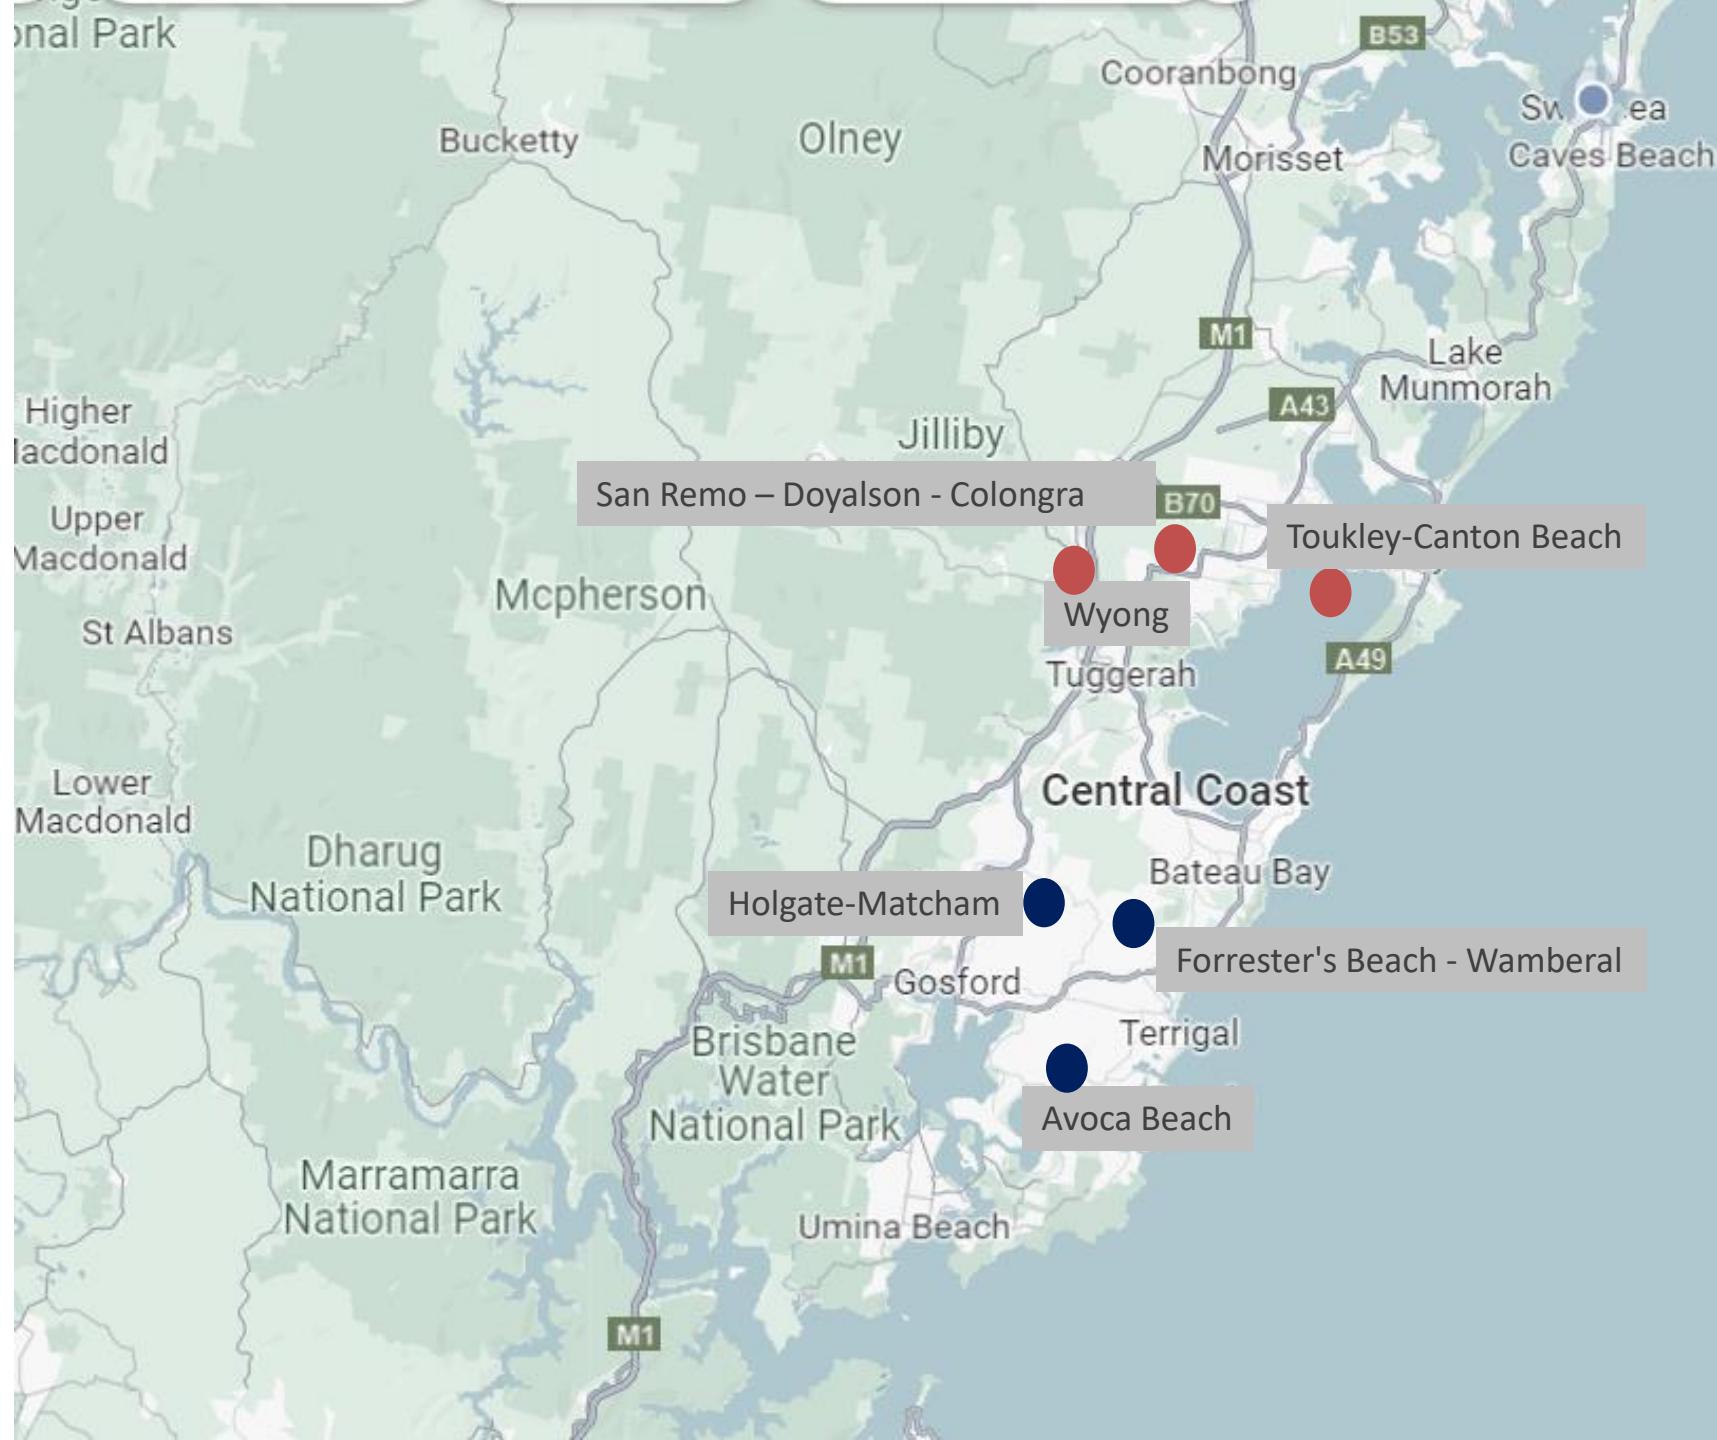 onal Park
B53
Cooranbong
Bucketty
Olney
Morisset
Caves Beach
M1
Lake
Munmorah
Higher
A43
Jilliby
San Remo – Doyalson - Colongra
B70
Upper
Macdonald
Toukley-Canton Beach
Mcpherson
Wyong
St Albans
A49
Tuggerah
Lower
Macdonald
Central Coast
Dharug
National Park
Bateau Bay
Holgate-Matcham
Forrester's Beach - Wamberal
M1
Gosford
Terrigal
Brisbane
Water
National Park
Avoca Beach
Marramarra
National Park
Umina Beach
M1